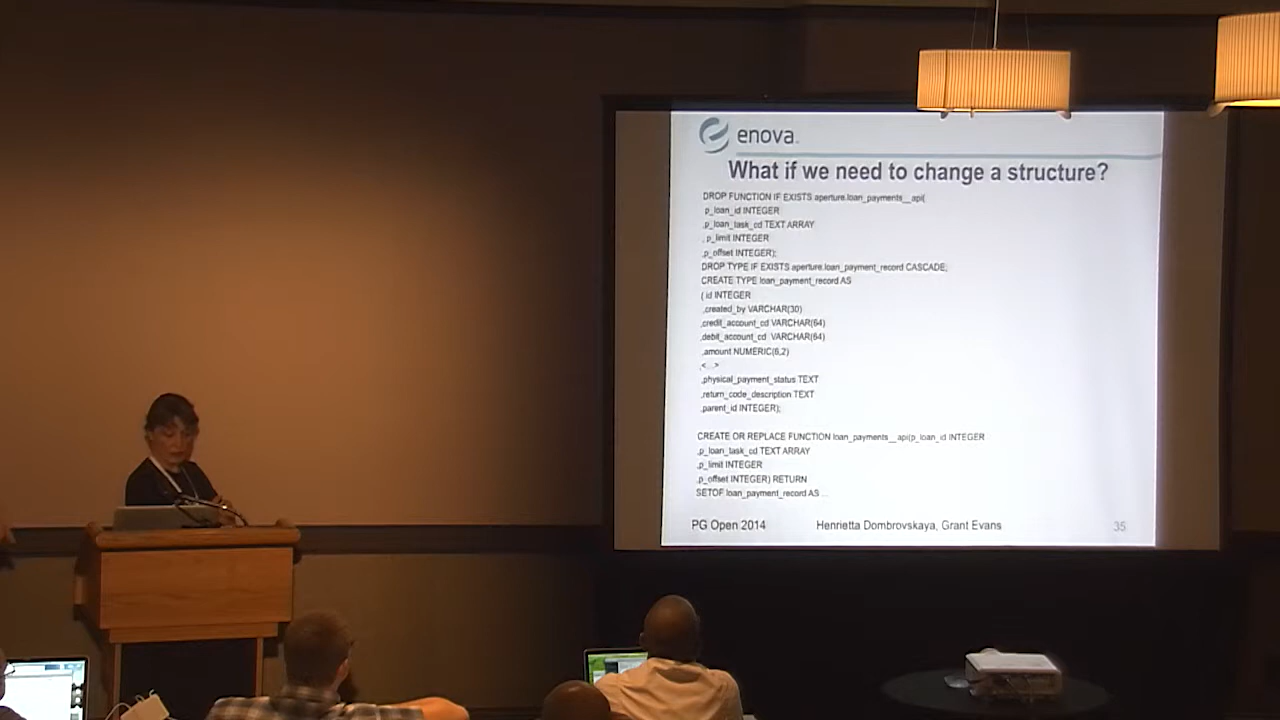 enova
What if we need to change a structure?
DROP FUNCTION IF EXISTS aperture.loan_payments__api(
p_loan_id INTEGER
,p_loan_task_cd TEXT ARRAY
, p_limit INTEGER
,p_offset INTEGER);
DROP TYPE IF EXISTS aperture.loan_payment_record CASCADE;
CREATE TYPE loan_payment_record AS
( id INTEGER
,created_by VARCHAR(30)
,credit_account_cd VARCHAR(64)
,debit_account_cd VARCHAR(64)
,amount NUMERIC(6,2)
,<...>
,physical_payment_status TEXT
,return_code_description TEXT
,parent_id INTEGER);
CREATE OR REPLACE FUNCTION loan_payments__api(p_loan_id INTEGER
,p_loan_task_cd TEXT ARRAY
,p_limit INTEGER
,p_offset INTEGER) RETURN
SETOF loan_payment_record AS ...
PG Open 2014 Henrietta Dombrovskaya, Grant Evans 35